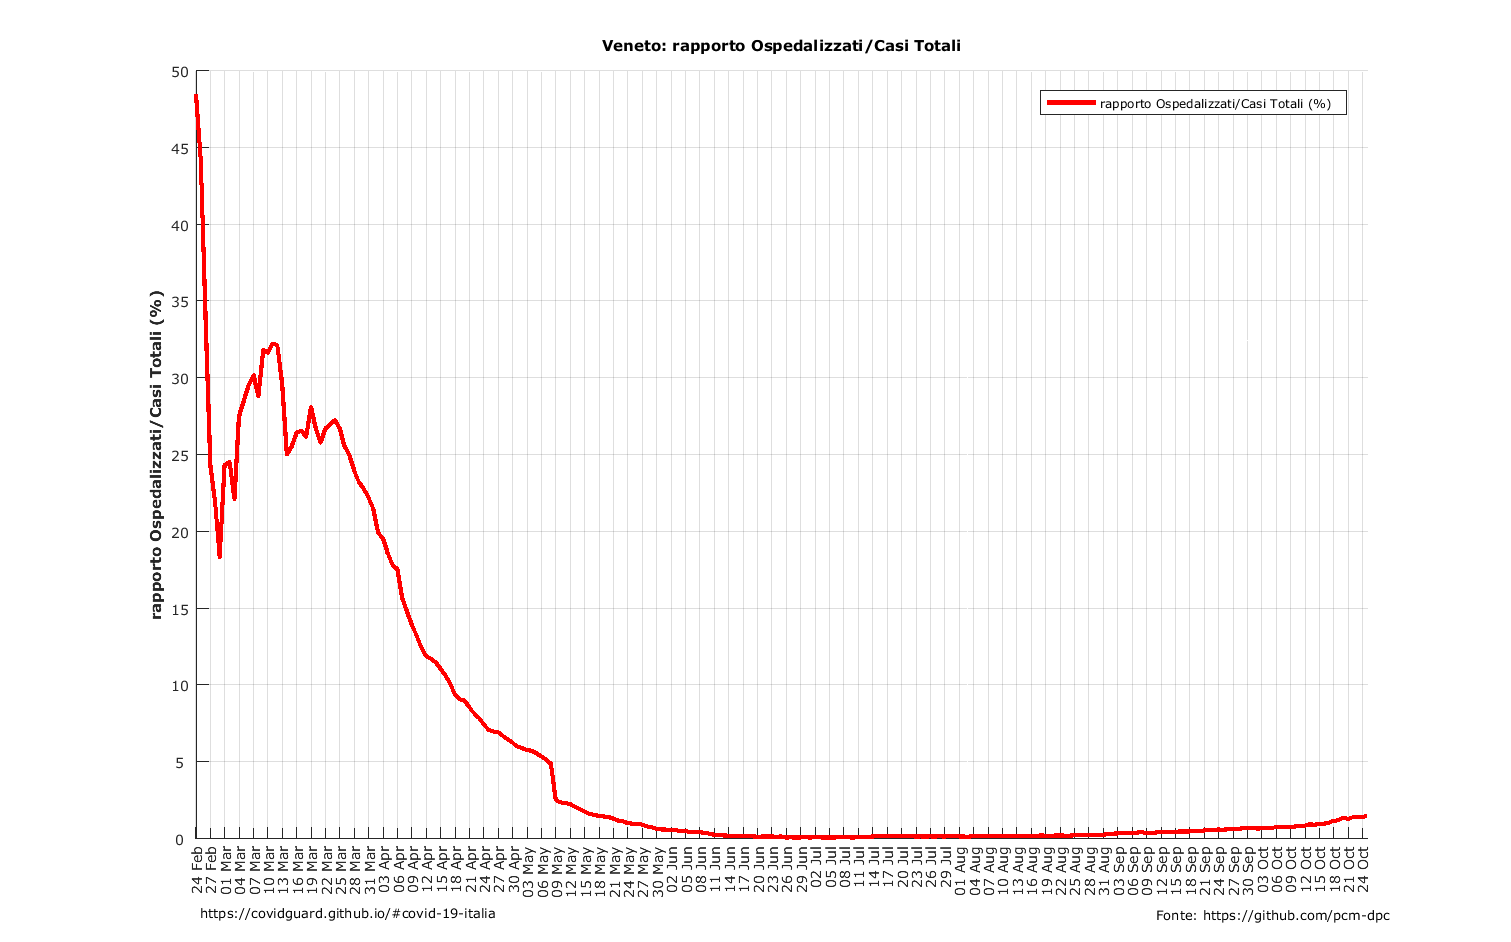 Veneto: rapporto Ospedalizzati/Casi Totali
rapporto Ospedalizzati/Casi Totali (%)
rapporto Ospedalizzati/Casi Totali (%)
50
45
40
35
30
25
20
15
10
5
0
24 Feb
27 Feb
01 Mar
04 Mar
07 Mar
10 Mar
13 Mar
16 Mar
19 Mar
22 Mar
25 Mar
28 Mar
31 Mar
03 Apr
06 Apr
09 Apr
12 Apr
15 Apr
18 Apr
21 Apr
24 Apr
27 Apr
30 Apr
03 May
06 May
09 May
12 May
15 May
18 May
21 May
24 May
27 May
30 May
02 Jun
05 Jun
08 Jun
11 Jun
14 Jun
17 Jun
20 Jun
23 Jun
26 Jun
29 Jun
02 Jul
05 Jul
08 Jul
11 Jul
14 Jul
17 Jul
20 Jul
23 Jul
26 Jul
29 Jul
01 Aug
04 Aug
07 Aug
10 Aug
13 Aug
16 Aug
19 Aug
22 Aug
25 Aug
28 Aug
31 Aug
03 Sep
06 Sep
09 Sep
12 Sep
15 Sep
18 Sep
21 Sep
24 Sep
27 Sep
30 Sep
03 Oct
06 Oct
09 Oct
12 Oct
15 Oct
18 Oct
21 Oct
24 Oct
https://covidguard.github.io/#covid-19-italia
Fonte: https://github.com/pcm-dpc